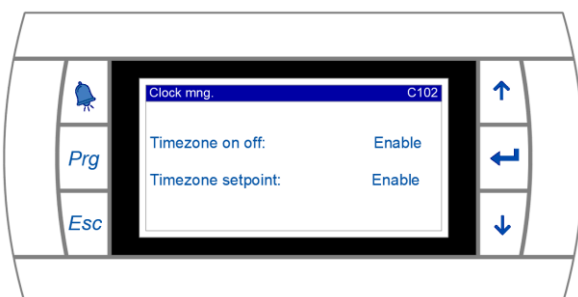 Clock mng. C102
Prg
Timezone on off: Enable
Timezone setpoint: Enable
Esc